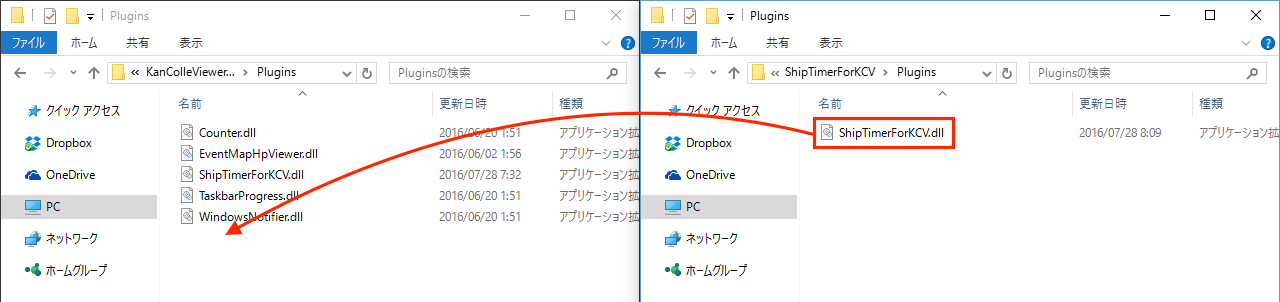 Plugins
ファイル ホーム 共有 表示
« KanColleViewer... > Plugins Pluginsの検索
名前 更新日時 種類
クイック アクセス
Dropbox
OneDrive
PC
ネットワーク
ホームグループ
Counter.dll 2016/06/20 1:51 アプリケーション拡
EventMapHpViewer.dll 2016/06/02 1:56 アプリケーション拡
ShipTimerForKCV.dll 2016/07/28 7:32 アプリケーション拡
TaskbarProgress.dll 2016/06/20 1:51 アプリケーション拡
WindowsNotifier.dll 2016/06/20 1:51 アプリケーション拡
Plugins
ファイル ホーム 共有 表示
« ShipTimerForKCV > Plugins Pluginsの検索
名前 更新日時 種類
クイック アクセス
Dropbox
OneDrive
PC
ネットワーク
ホームグループ
ShipTimerForKCV.dll 2016/07/28 8:09 アプリケーション拡